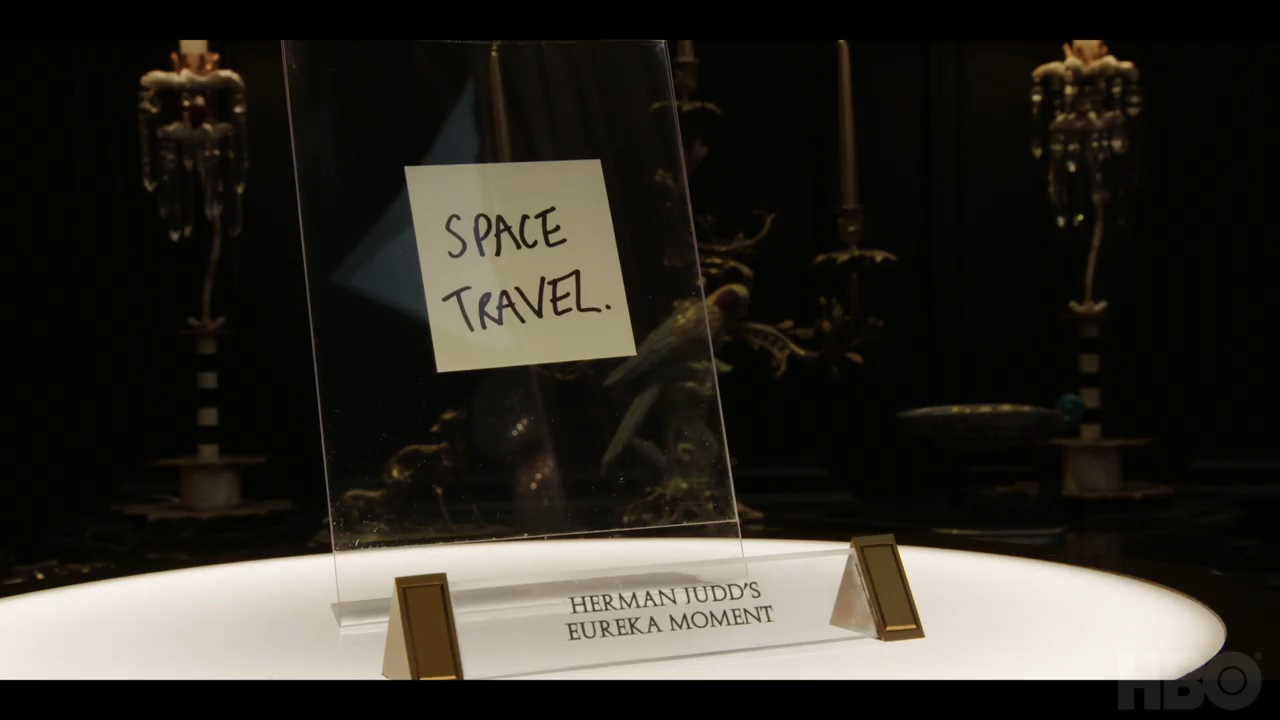 SPACE
TRAVEL.
HERMAN JUDD'S
EUREKA MOMENT
HBO